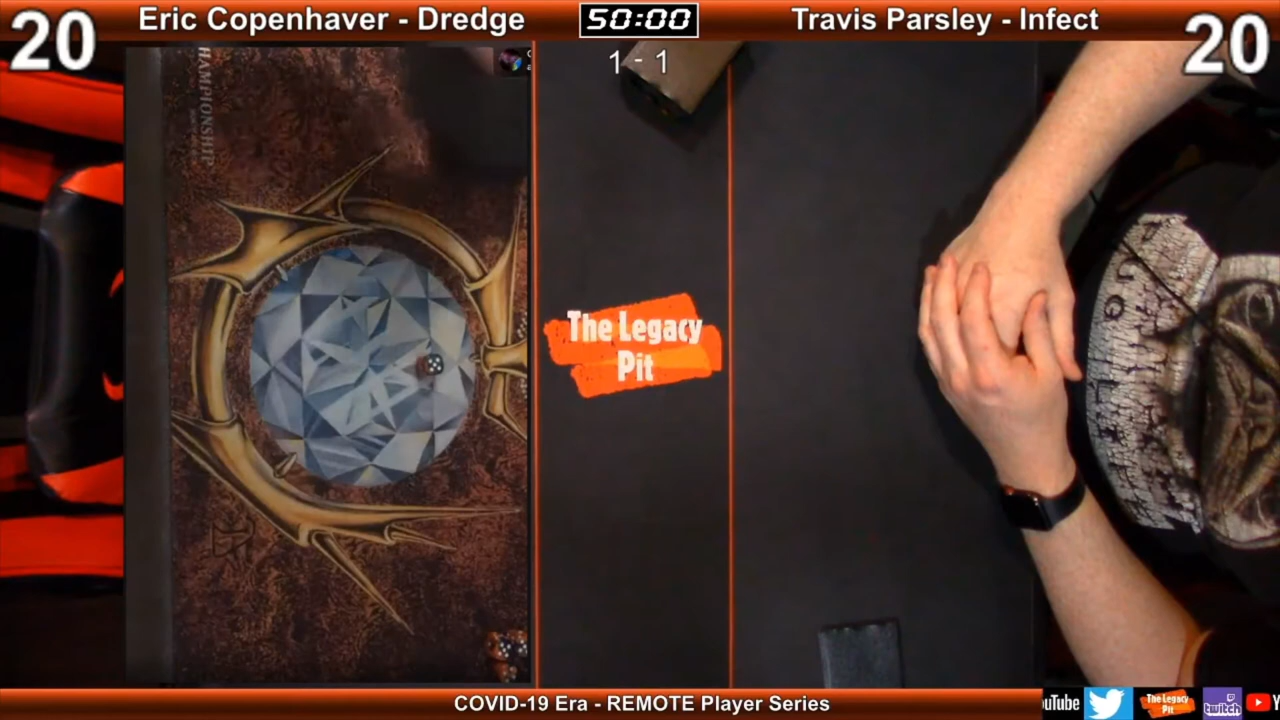 Eric Copenhaver - Dredge
50:00
Travis Parsley - Infect
20
20
1 - 1
HAMPIONSHIP
The Legacy
Pit
COVID-19 Era - REMOTE Player Series
uTube
The Legacy
Pit
twitch